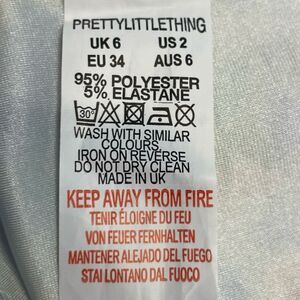 PRETTYLITTLETHING
UK 6 US 2
EU 34 AUS 6
95% POLYESTER
5% ELASTANE
30°
WASH WITH SIMILAR
COLOURS
IRON ON REVERSE
DO NOT DRY CLEAN
MADE IN UK
KEEP AWAY FROM FIRE
TENIR ÉLOIGNE DU FEU
VON FEUER FERNHALTEN
MANTENER ALEJADO DEL FUEGO
STAI LONTANO DAL FUOCO